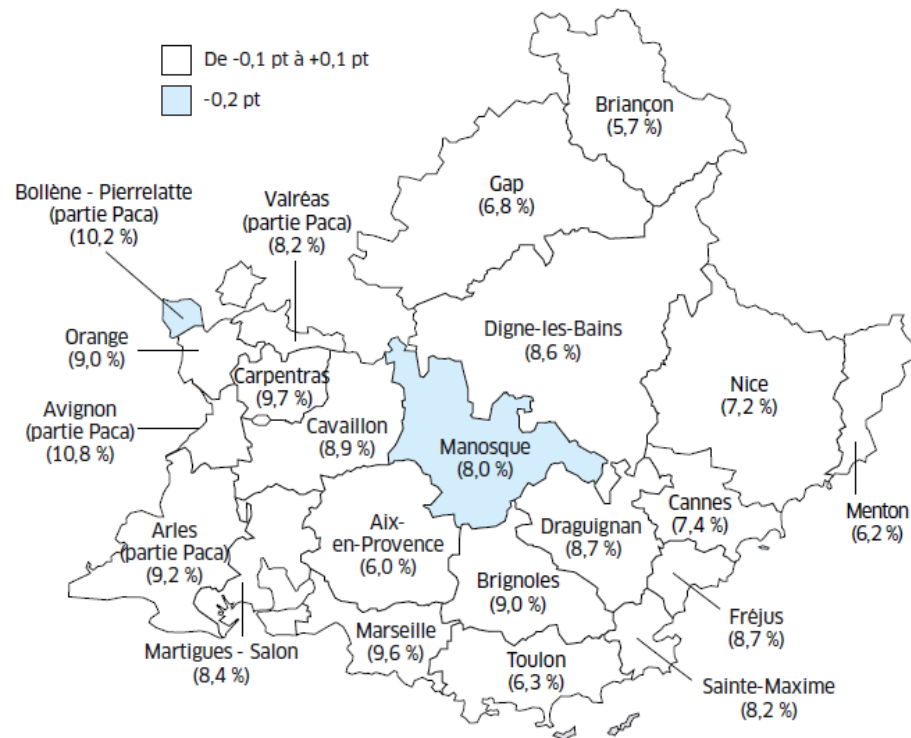 De -0,1 pt à +0,1 pt
-0,2 pt
Briançon
(5,7 %)
Gap
(6,8 %)
Bollène - Pierrelatte
(partie Paca)
(10,2 %)
Valréas
(partie Paca)
(8,2 %)
Orange
(9,0 %)
Digne-les-Bains
(8,6 %)
Carpentras
(9,7 %)
Nice
(7,2 %)
Avignon
(partie Paca)
(10,8 %)
Cavaillon
(8,9 %)
Manosque
(8,0 %)
Cannes
(7,4 %)
Menton
(6,2 %)
Arles
(partie Paca)
(9,2 %)
Aix-
en-Provence
(6,0 %)
Draguignan
(8,7 %)
Brignoles
(9,0 %)
Fréjus
(8,7 %)
Marseille
(9,6 %)
Martigues - Salon
(8,4 %)
Toulon
(6,3 %)
Sainte-Maxime
(8,2 %)